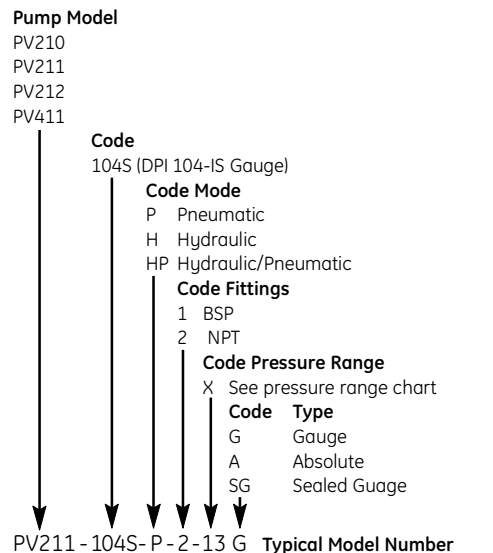 Pump Model
PV210
PV211
PV212
PV411
Code
104S (DPI 104-IS Gauge)
Code Mode
P Pneumatic
H Hydraulic
HP Hydraulic/Pneumatic
Code Fittings
1 BSP
2 NPT
Code Pressure Range
X See pressure range chart
Code Type
G Gauge
A Absolute
SG Sealed Guage
PV211 - 104S- P - 2 - 13 G Typical Model Number